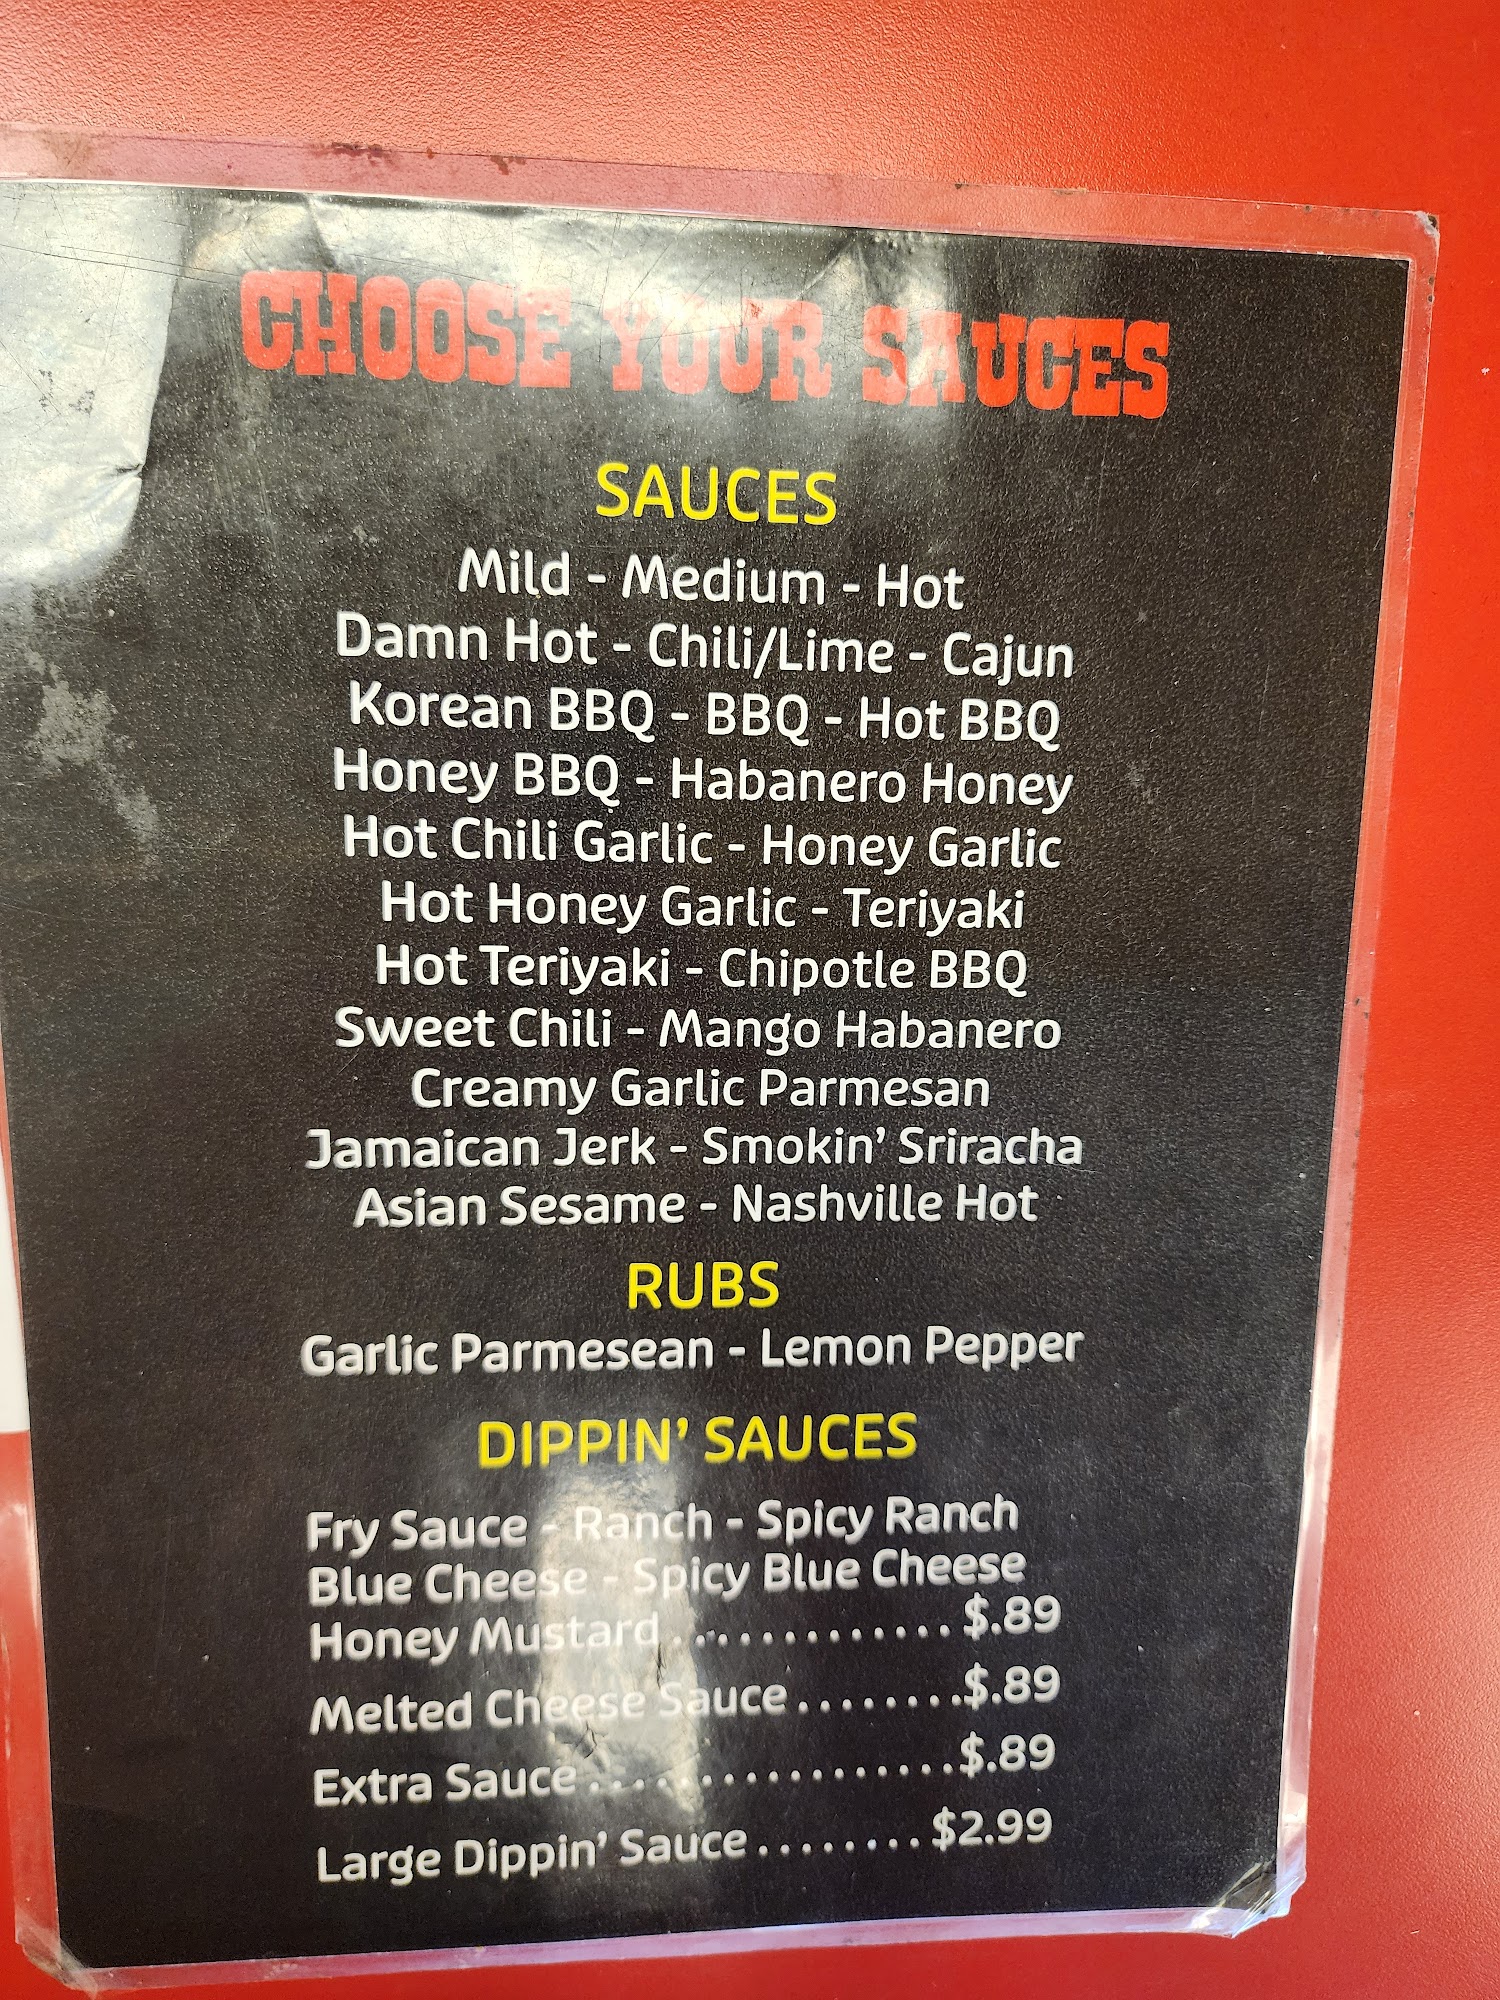 CHOOSE YOUR SAUCES
SAUCES
Mild - Medium - Hot
Damn Hot - Chili/Lime - Cajun
Korean BBQ - BBQ - Hot BBQ
Honey BBQ - Habanero Honey
Hot Chili Garlic - Honey Garlic
Hot Honey Garlic - Teriyaki
Hot Teriyaki - Chipotle BBQ
Sweet Chili - Mango Habanero
Creamy Garlic Parmesan
Jamaican Jerk - Smokin' Sriracha
Asian Sesame - Nashville Hot
RUBS
Garlic Parmesean - Lemon Pepper
DIPPIN' SAUCES
Fry Sauce - Ranch - Spicy Ranch
Blue Cheese - Spicy Blue Cheese
Honey Mustard.............. $.89
Melted Cheese Sauce........$.89
Extra Sauce.................$.89
Large Dippin' Sauce........ $2.99